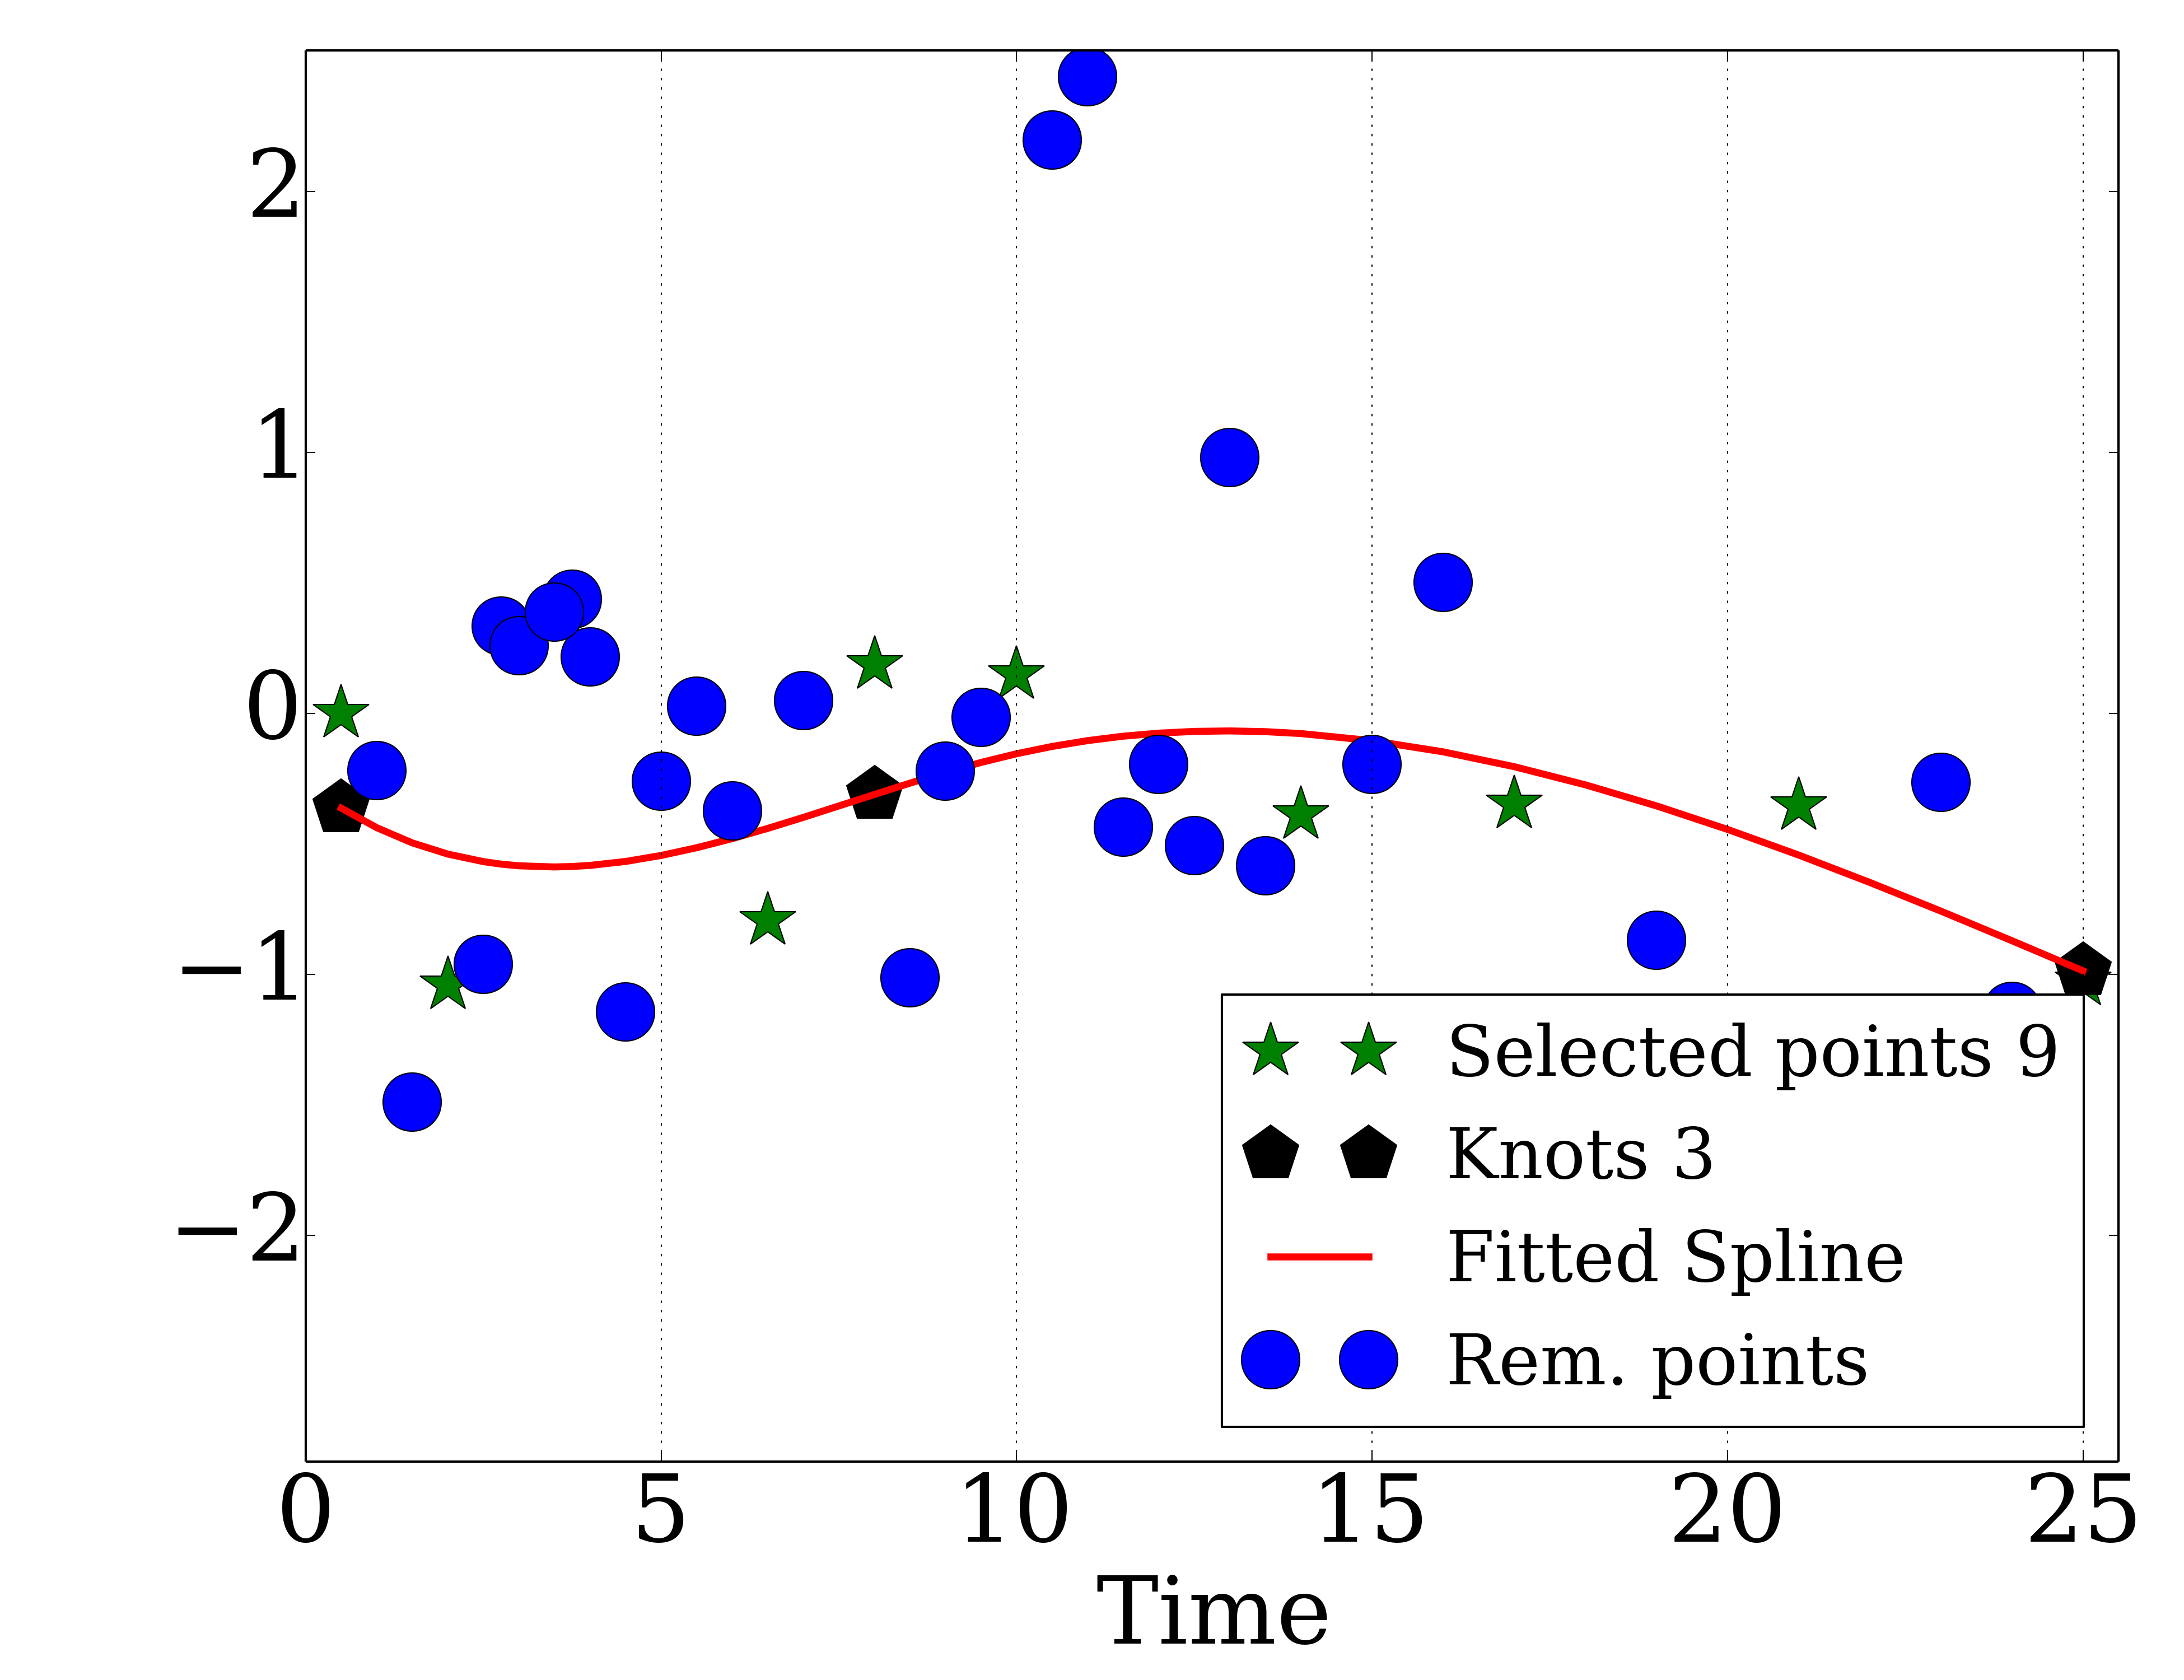 2
1
0
−1
−2
Selected points 9
Knots 3
Fitted Spline
Rem. points
0 5 10 15 20 25
Time